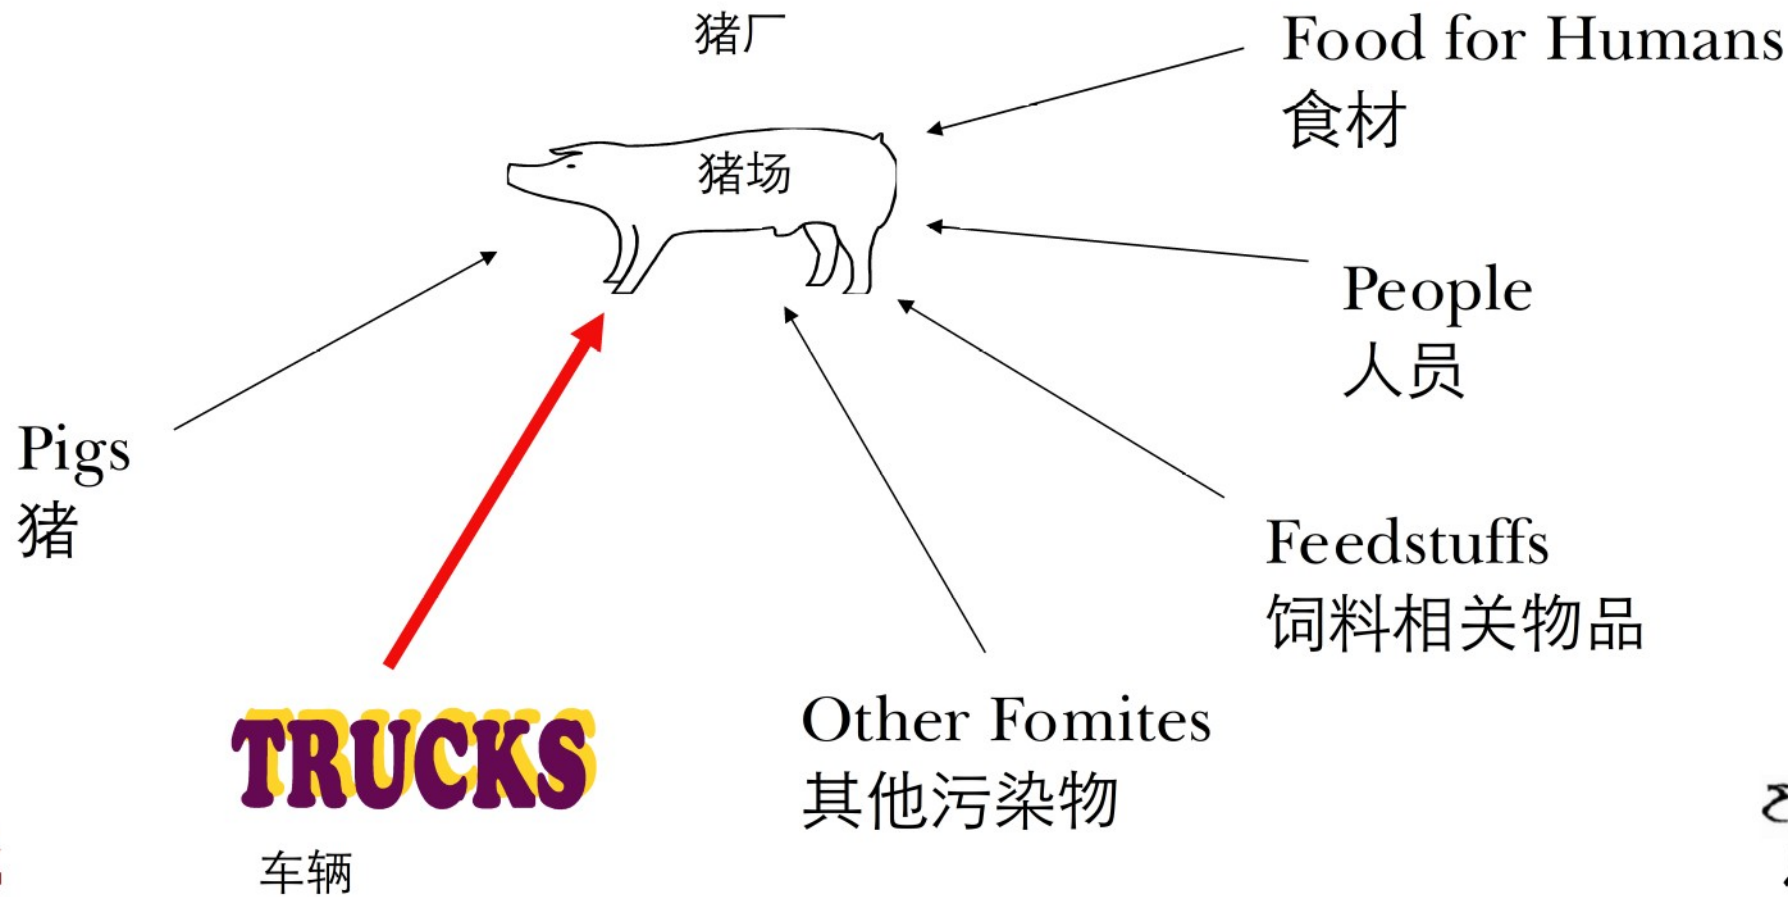 猪厂
Food for Humans
食材
猪场
People
人员
Pigs
猪
Feedstuffs
饲料相关物品
TRUCKS
车辆
Other Fomites
其他污染物